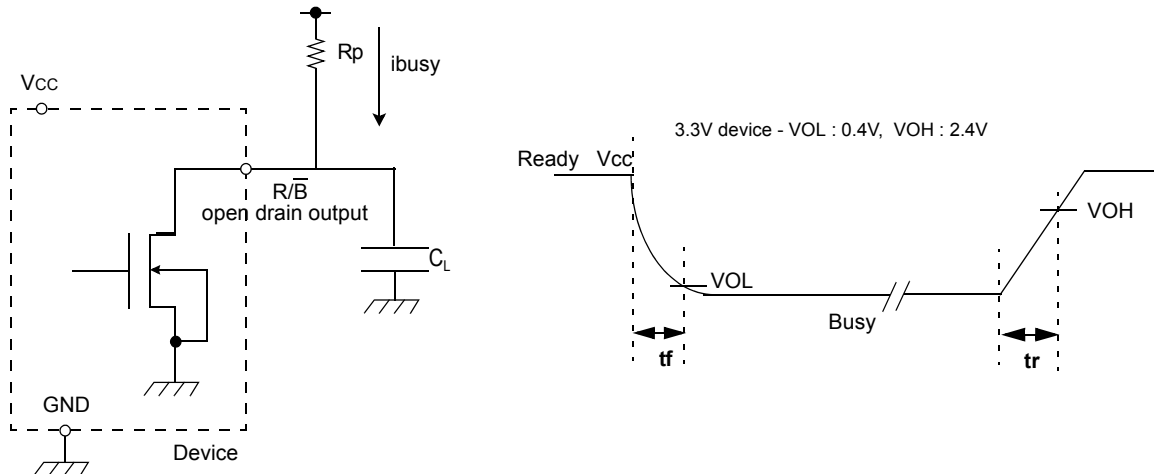 Rp
ibusy
VCC
R/B̅
open drain output
CL
GND
Device
3.3V device - VOL : 0.4V, VOH : 2.4V
Ready Vcc
VOH
VOL
Busy
tf
tr